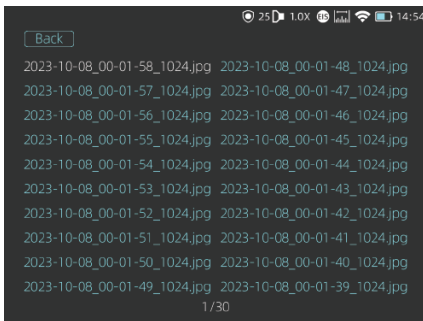 25 1.0X EIS 14:54
Back
2023-10-08_00-01-58_1024.jpg 2023-10-08_00-01-48_1024.jpg
2023-10-08_00-01-57_1024.jpg 2023-10-08_00-01-47_1024.jpg
2023-10-08_00-01-56_1024.jpg 2023-10-08_00-01-46_1024.jpg
2023-10-08_00-01-55_1024.jpg 2023-10-08_00-01-45_1024.jpg
2023-10-08_00-01-54_1024.jpg 2023-10-08_00-01-44_1024.jpg
2023-10-08_00-01-53_1024.jpg 2023-10-08_00-01-43_1024.jpg
2023-10-08_00-01-52_1024.jpg 2023-10-08_00-01-42_1024.jpg
2023-10-08_00-01-51_1024.jpg 2023-10-08_00-01-41_1024.jpg
2023-10-08_00-01-50_1024.jpg 2023-10-08_00-01-40_1024.jpg
2023-10-08_00-01-49_1024.jpg 2023-10-08_00-01-39_1024.jpg
1/30